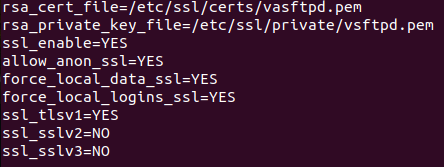 rsa_cert_file=/etc/ssl/certs/vasftpd.pem
rsa_private_key_file=/etc/ssl/private/vsftpd.pem
ssl_enable=YES
allow_anon_ssl=YES
force_local_data_ssl=YES
force_local_logins_ssl=YES
ssl_tlsv1=YES
ssl_sslv2=NO
ssl_sslv3=NO